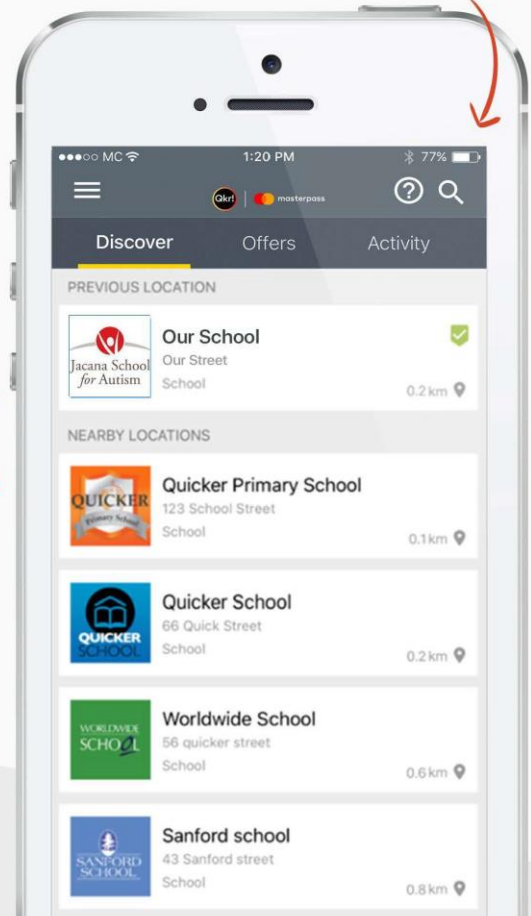 MC
1:20 PM
77%
Qkr!
masterpass
Discover
Offers
Activity
PREVIOUS LOCATION
Jacana School
for Autism
Our School
Our Street
School
0.2 km
NEARBY LOCATIONS
QUICKER
Primary School
Quicker Primary School
123 School Street
School
0.1 km
QUICKER
SCHOOL
Quicker School
66 Quick Street
School
0.2 km
WORLDWIDE
SCHOOL
Worldwide School
56 quicker street
School
0.6 km
SANFORD
SCHOOL
Sanford school
43 Sanford street
School
0.8 km